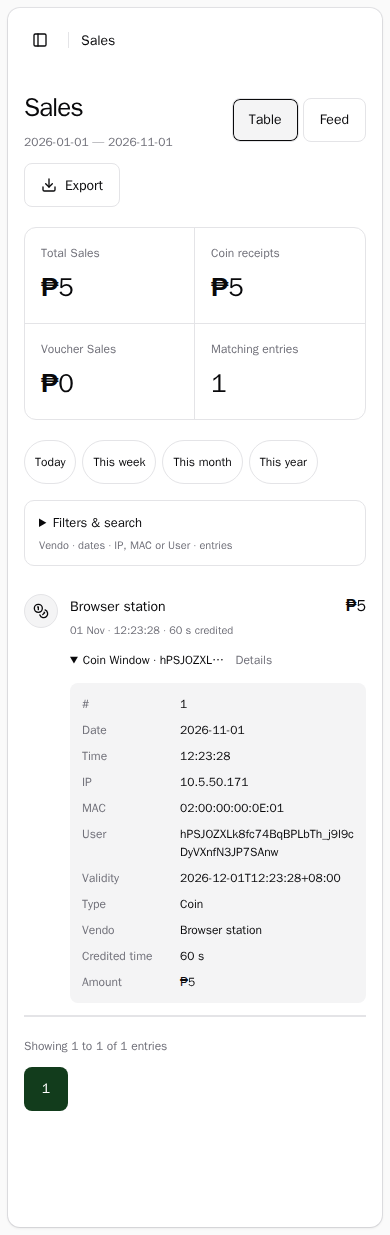 Sales
Sales
2026-01-01 — 2026-11-01
Table
Feed
Export
Total Sales
₱5
Coin receipts
₱5
Voucher Sales
₱0
Matching entries
1
Today
This week
This month
This year
Filters & search
Vendo · dates · IP, MAC or User · entries
Browser station
₱5
01 Nov · 12:23:28 · 60 s credited
Coin Window · hPSJOZXL··· Details
# 1
Date 2026-11-01
Time 12:23:28
IP 10.5.50.171
MAC 02:00:00:00:0E:01
User hPSJOZXLk8fc74BqBPLbTh_j9l9c
DyVXnfN3JP7SAnw
Validity 2026-12-01T12:23:28+08:00
Type Coin
Vendo Browser station
Credited time 60 s
Amount ₱5
Showing 1 to 1 of 1 entries
1